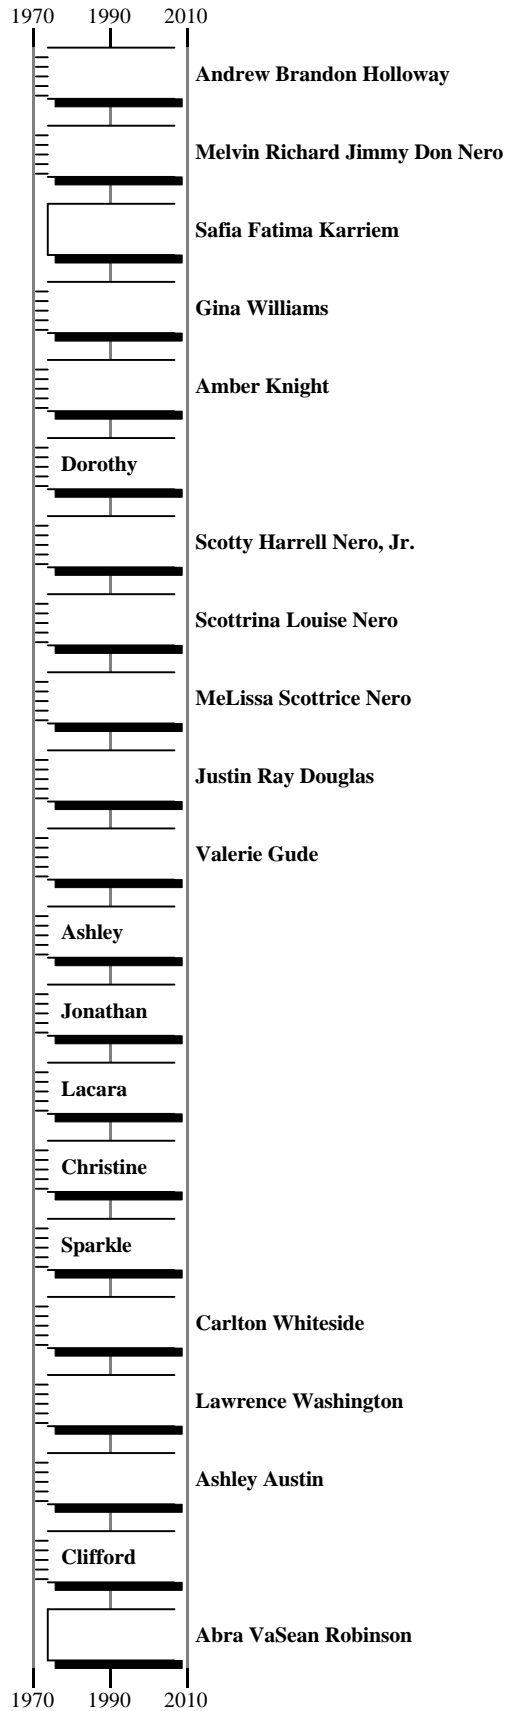 1970 1990 2010
Andrew Brandon Holloway
Melvin Richard Jimmy Don Nero
Safia Fatima Karriem
Gina Williams
Amber Knight
Dorothy
Scotty Harrell Nero, Jr.
Scottrina Louise Nero
MeLissa Scottrice Nero
Justin Ray Douglas
Valerie Gude
Ashley
Jonathan
Lacara
Christine
Sparkle
Carlton Whiteside
Lawrence Washington
Ashley Austin
Clifford
Abra VaSean Robinson
1970 1990 2010